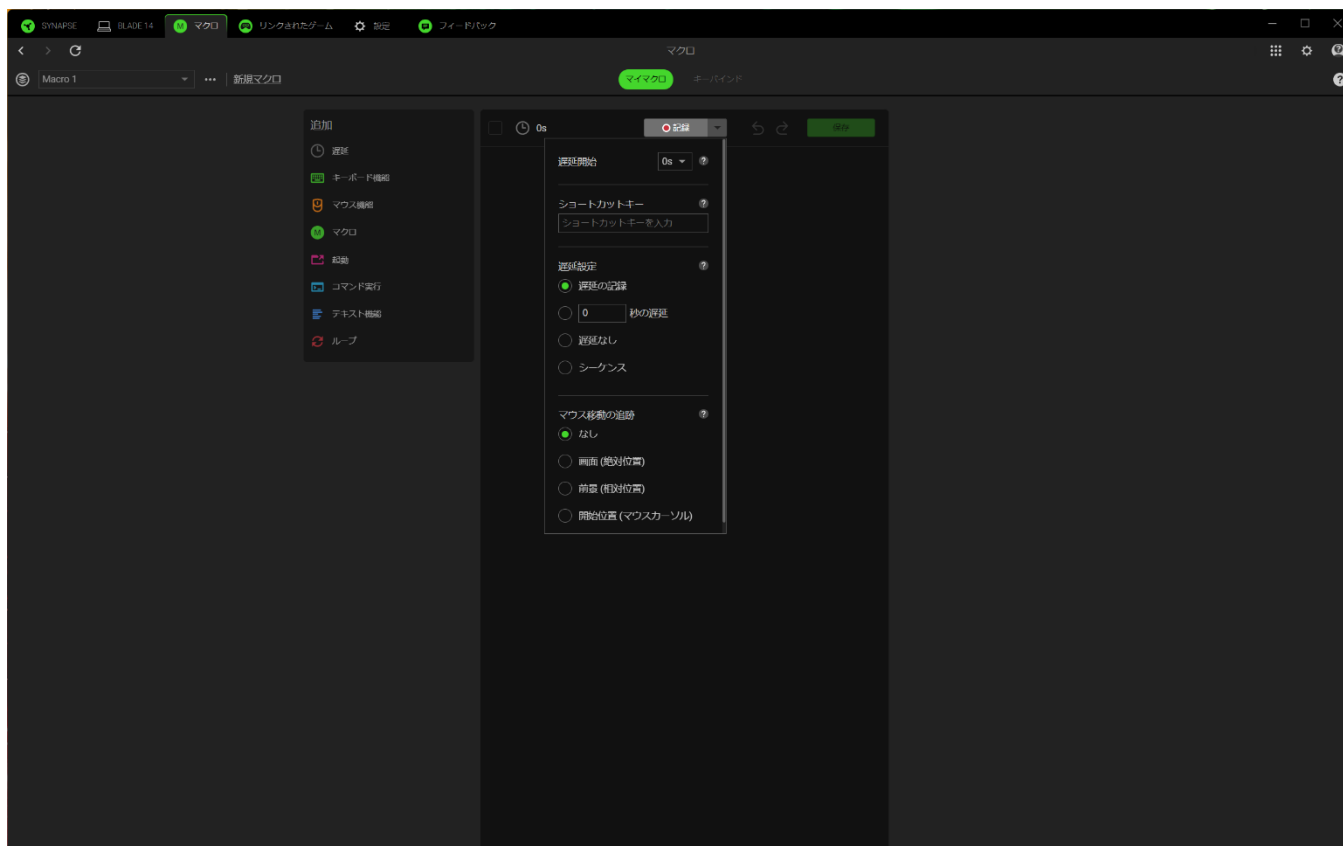 SYNAPSE BLADE 14 マクロ リンクされたゲーム 設定 フィードバック
マクロ
Macro 1 ••• 新規マクロ マイマクロ キーバインド
追加
遅延
キーボード機能
マウス機能
マクロ
起動
コマンド実行
テキスト機能
ループ
0s 記録 保存
遅延開始 0s
ショートカットキー
ショートカットキーを入力
遅延設定
遅延の記録
0 秒の遅延
遅延なし
シーケンス
マウス移動の追跡
なし
画面 (絶対位置)
前景 (相対位置)
開始位置 (マウスカーソル)